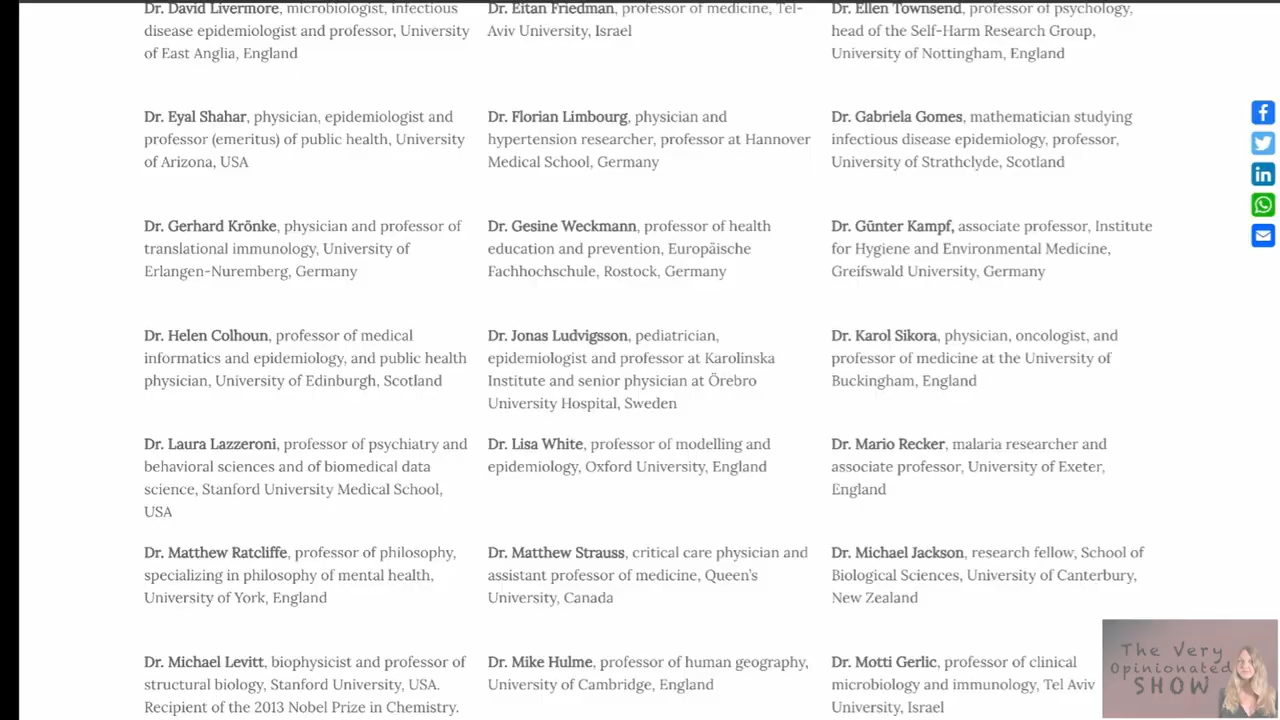 Dr. David Livermore, microbiologist, infectious
disease epidemiologist and professor, University
of East Anglia, England
Dr. Eitan Friedman, professor of medicine, Tel-
Aviv University, Israel
Dr. Ellen Townsend, professor of psychology,
head of the Self-Harm Research Group,
University of Nottingham, England
Dr. Eyal Shahar, physician, epidemiologist and
professor (emeritus) of public health, University
of Arizona, USA
Dr. Florian Limbourg, physician and
hypertension researcher, professor at Hannover
Medical School, Germany
Dr. Gabriela Gomes, mathematician studying
infectious disease epidemiology, professor,
University of Strathclyde, Scotland
Dr. Gerhard Krönke, physician and professor of
translational immunology, University of
Erlangen-Nuremberg, Germany
Dr. Gesine Weckmann, professor of health
education and prevention, Europäische
Fachhochschule, Rostock, Germany
Dr. Günter Kampf, associate professor, Institute
for Hygiene and Environmental Medicine,
Greifswald University, Germany
Dr. Helen Colhoun, professor of medical
informatics and epidemiology, and public health
physician, University of Edinburgh, Scotland
Dr. Jonas Ludvigsson, pediatrician,
epidemiologist and professor at Karolinska
Institute and senior physician at Örebro
University Hospital, Sweden
Dr. Karol Sikora, physician, oncologist, and
professor of medicine at the University of
Buckingham, England
Dr. Laura Lazzeroni, professor of psychiatry and
behavioral sciences and of biomedical data
science, Stanford University Medical School,
USA
Dr. Lisa White, professor of modelling and
epidemiology, Oxford University, England
Dr. Mario Recker, malaria researcher and
associate professor, University of Exeter,
England
Dr. Matthew Ratcliffe, professor of philosophy,
specializing in philosophy of mental health,
University of York, England
Dr. Matthew Strauss, critical care physician and
assistant professor of medicine, Queen's
University, Canada
Dr. Michael Jackson, research fellow, School of
Biological Sciences, University of Canterbury,
New Zealand
Dr. Michael Levitt, biophysicist and professor of
structural biology, Stanford University, USA.
Recipient of the 2013 Nobel Prize in Chemistry.
Dr. Mike Hulme, professor of human geography,
University of Cambridge, England
Dr. Motti Gerlic, professor of clinical
microbiology and immunology, Tel Aviv
University, Israel
The Very
Opinionated
SHOW